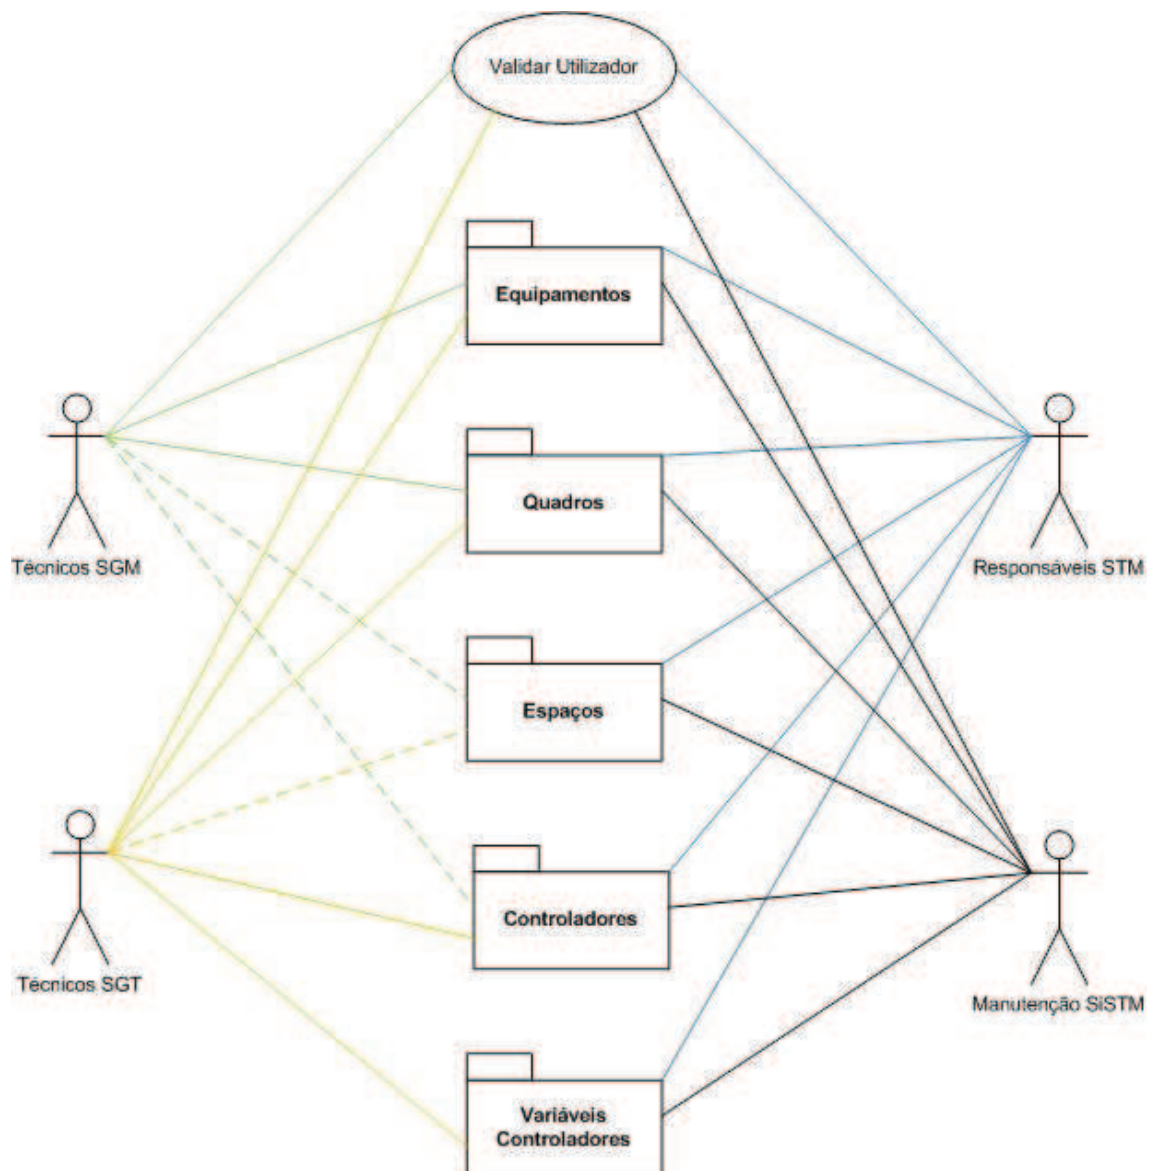 Validar Utilizador
Equipamentos
Quadros
Técnicos SGM
Responsáveis STM
Espaços
Controladores
Técnicos SGT
Manutenção SiSTM
Variáveis
Controladores